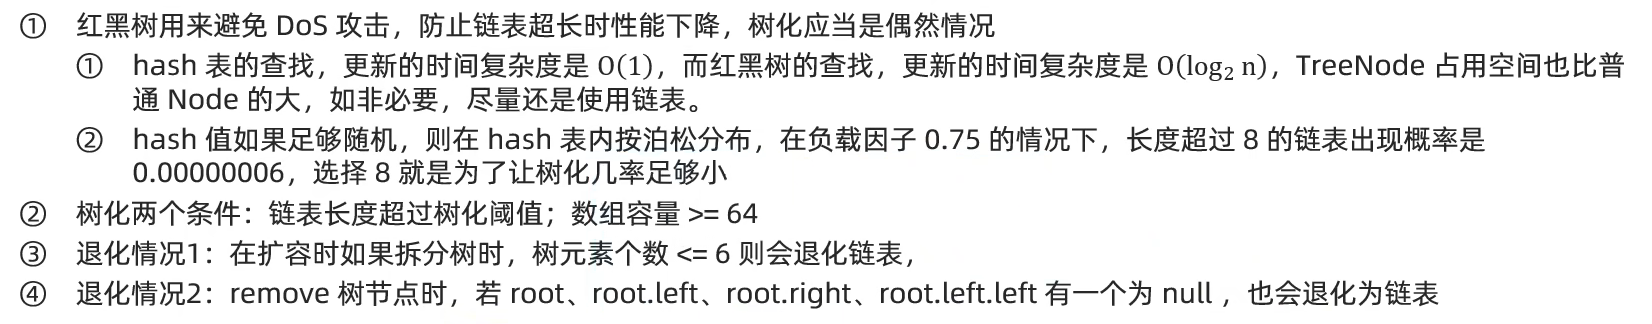 ① 红黑树用来避免 DoS 攻击，防止链表超长时性能下降，树化应当是偶然情况
① hash 表的查找，更新的时间复杂度是 O(1)，而红黑树的查找，更新的时间复杂度是 O(log₂ n)，TreeNode 占用空间也比普
通 Node 的大，如非必要，尽量还是使用链表。
② hash 值如果足够随机，则在 hash 表内按泊松分布，在负载因子 0.75 的情况下，长度超过 8 的链表出现概率是
0.00000006，选择 8 就是为了让树化几率足够小
② 树化两个条件：链表长度超过树化阈值；数组容量 >= 64
③ 退化情况1：在扩容时如果拆分树时，树元素个数 <= 6 则会退化链表，
④ 退化情况2：remove 树节点时，若 root、root.left、root.right、root.left.left 有一个为 null ，也会退化为链表